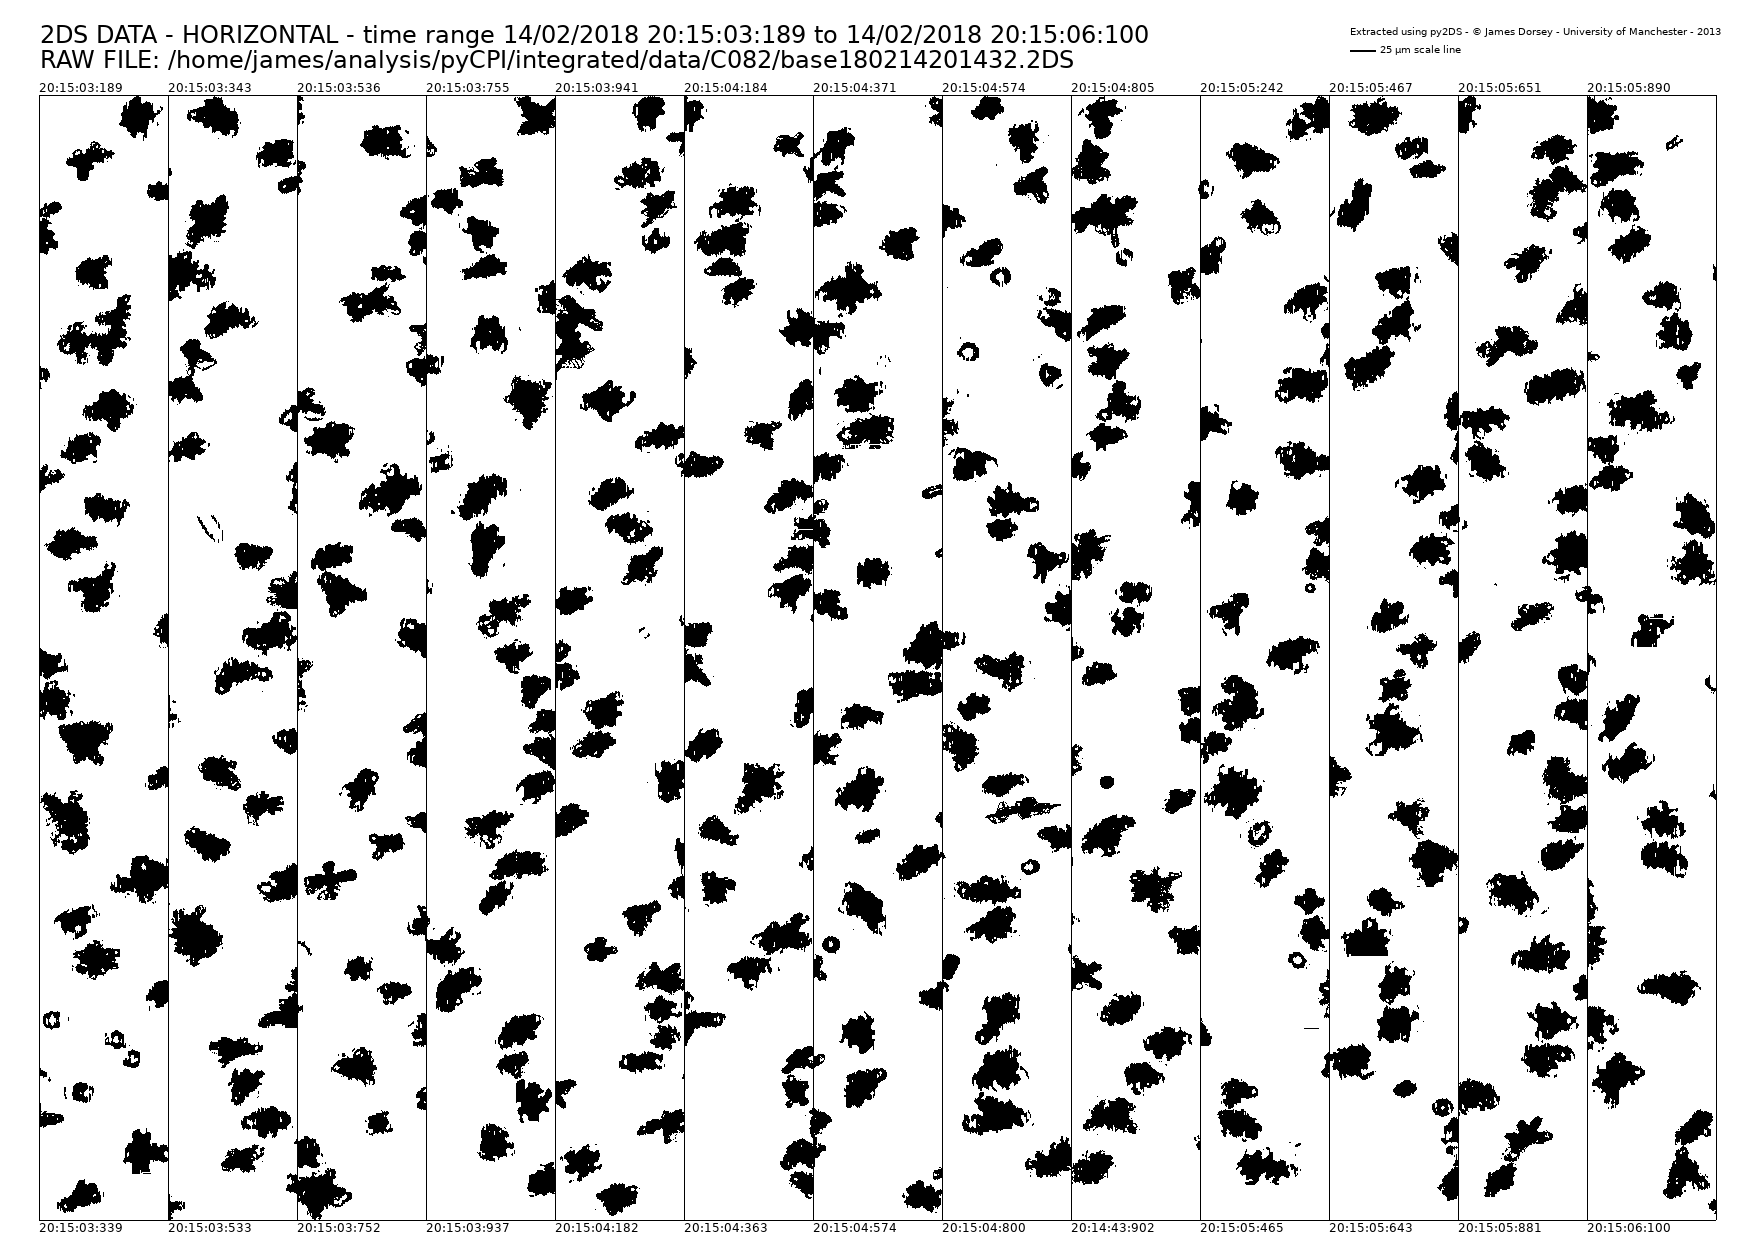 2DS DATA - HORIZONTAL - time range 14/02/2018 20:15:03:189 to 14/02/2018 20:15:06:100
RAW FILE: /home/james/analysis/pyCPI/integrated/data/C082/base180214201432.2DS
Extracted using py2DS - © James Dorsey - University of Manchester - 2013
25 µm scale line
20:15:03:189 20:15:03:343 20:15:03:536 20:15:03:755 20:15:03:941 20:15:04:184 20:15:04:371 20:15:04:574 20:15:04:805 20:15:05:242 20:15:05:467 20:15:05:651 20:15:05:890
20:15:03:339 20:15:03:533 20:15:03:752 20:15:03:937 20:15:04:182 20:15:04:363 20:15:04:574 20:15:04:800 20:14:43:902 20:15:05:465 20:15:05:643 20:15:05:881 20:15:06:100